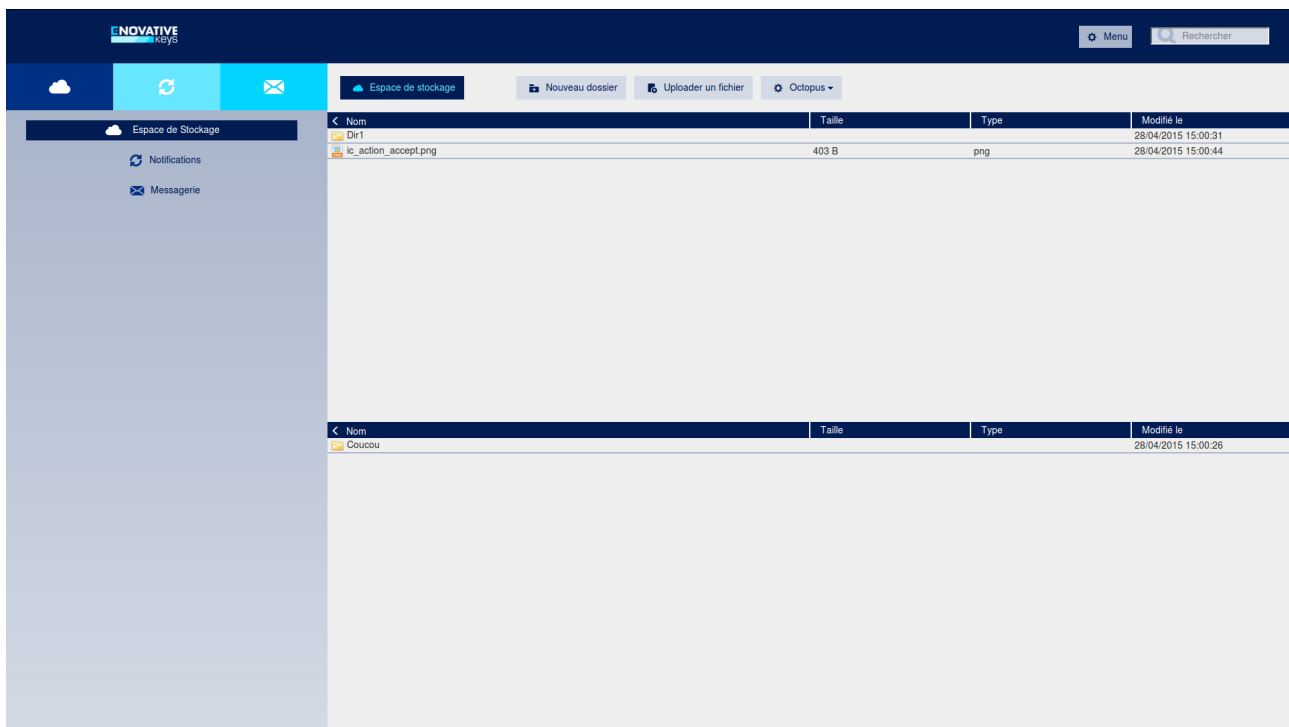 ENOVATIVE
keys
Menu
Rechercher
Espace de stockage
Nouveau dossier
Uploader un fichier
Octopus
Espace de Stockage
Notifications
Messagerie
Nom Taille Type Modifié le
Dir1 28/04/2015 15:00:31
ic_action_accept.png 403 B png 28/04/2015 15:00:44
Nom Taille Type Modifié le
Coucou 28/04/2015 15:00:26